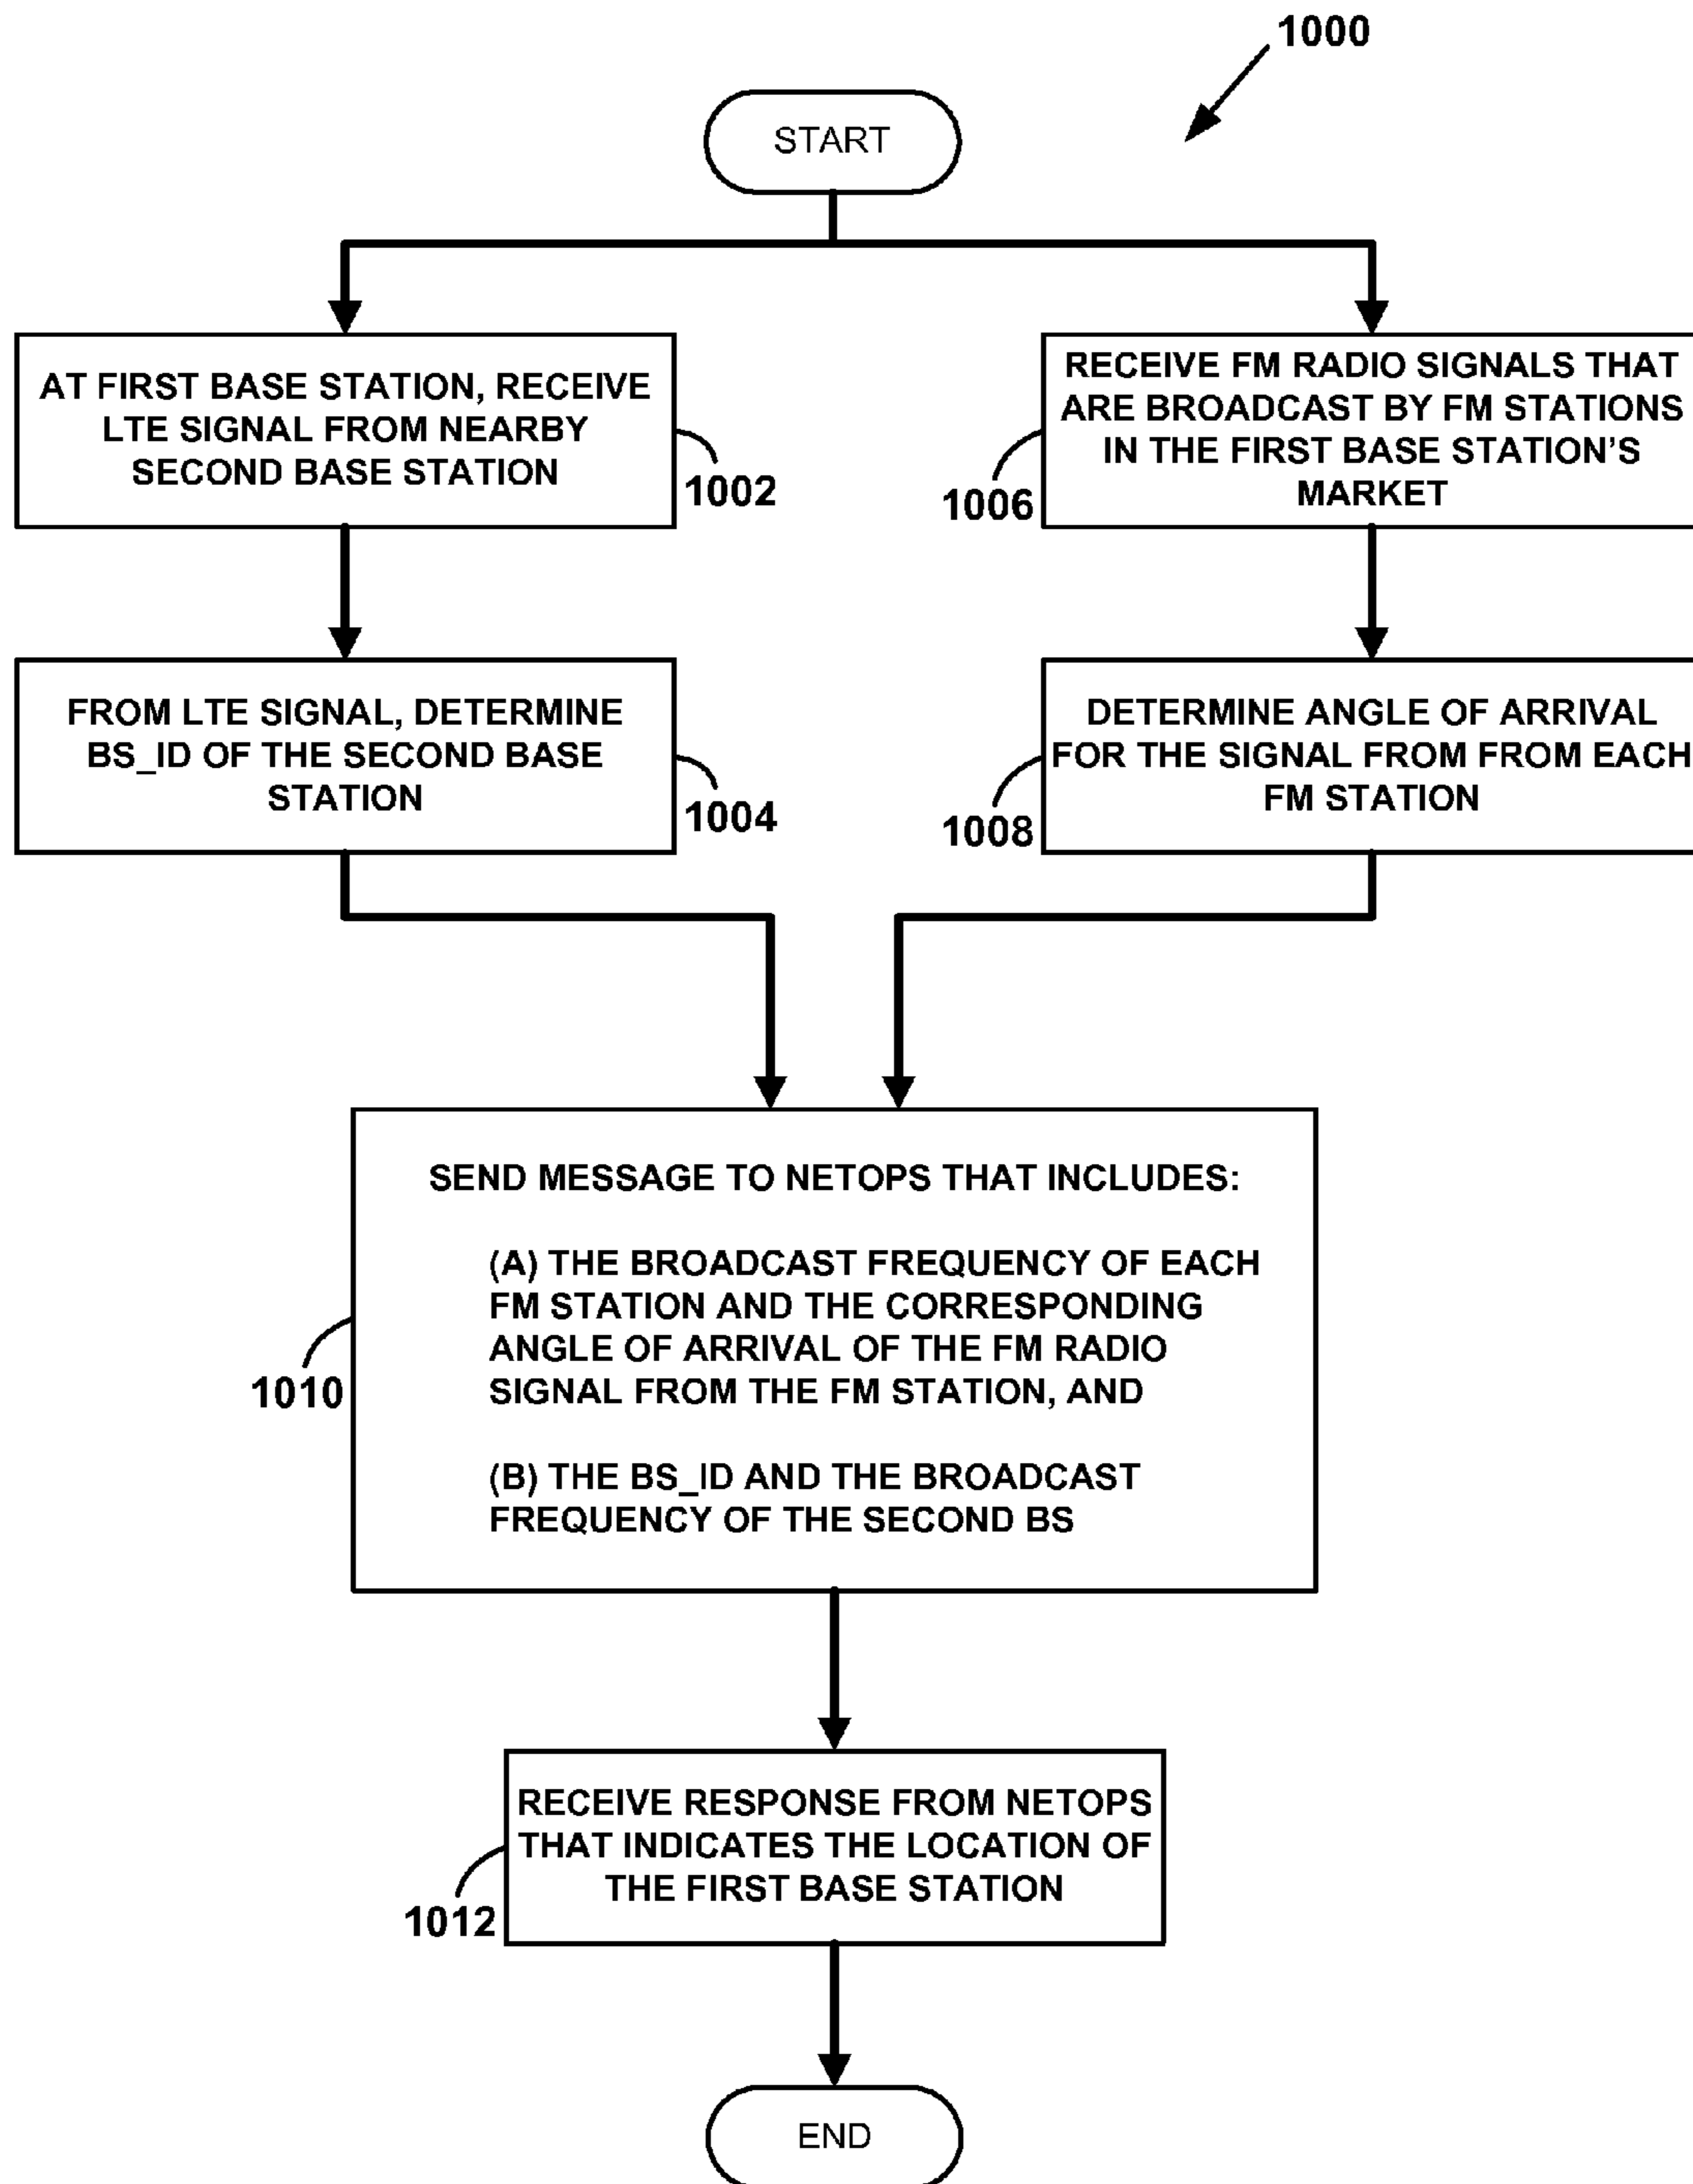 1000
START
AT FIRST BASE STATION, RECEIVE
LTE SIGNAL FROM NEARBY
SECOND BASE STATION
1002
RECEIVE FM RADIO SIGNALS THAT
ARE BROADCAST BY FM STATIONS
IN THE FIRST BASE STATION'S
MARKET
1006
FROM LTE SIGNAL, DETERMINE
BS_ID OF THE SECOND BASE
STATION
1004
DETERMINE ANGLE OF ARRIVAL
FOR THE SIGNAL FROM FROM EACH
FM STATION
1008
SEND MESSAGE TO NETOPS THAT INCLUDES:
(A) THE BROADCAST FREQUENCY OF EACH
FM STATION AND THE CORRESPONDING
ANGLE OF ARRIVAL OF THE FM RADIO
SIGNAL FROM THE FM STATION, AND
(B) THE BS_ID AND THE BROADCAST
FREQUENCY OF THE SECOND BS
1010
RECEIVE RESPONSE FROM NETOPS
THAT INDICATES THE LOCATION OF
THE FIRST BASE STATION
1012
END